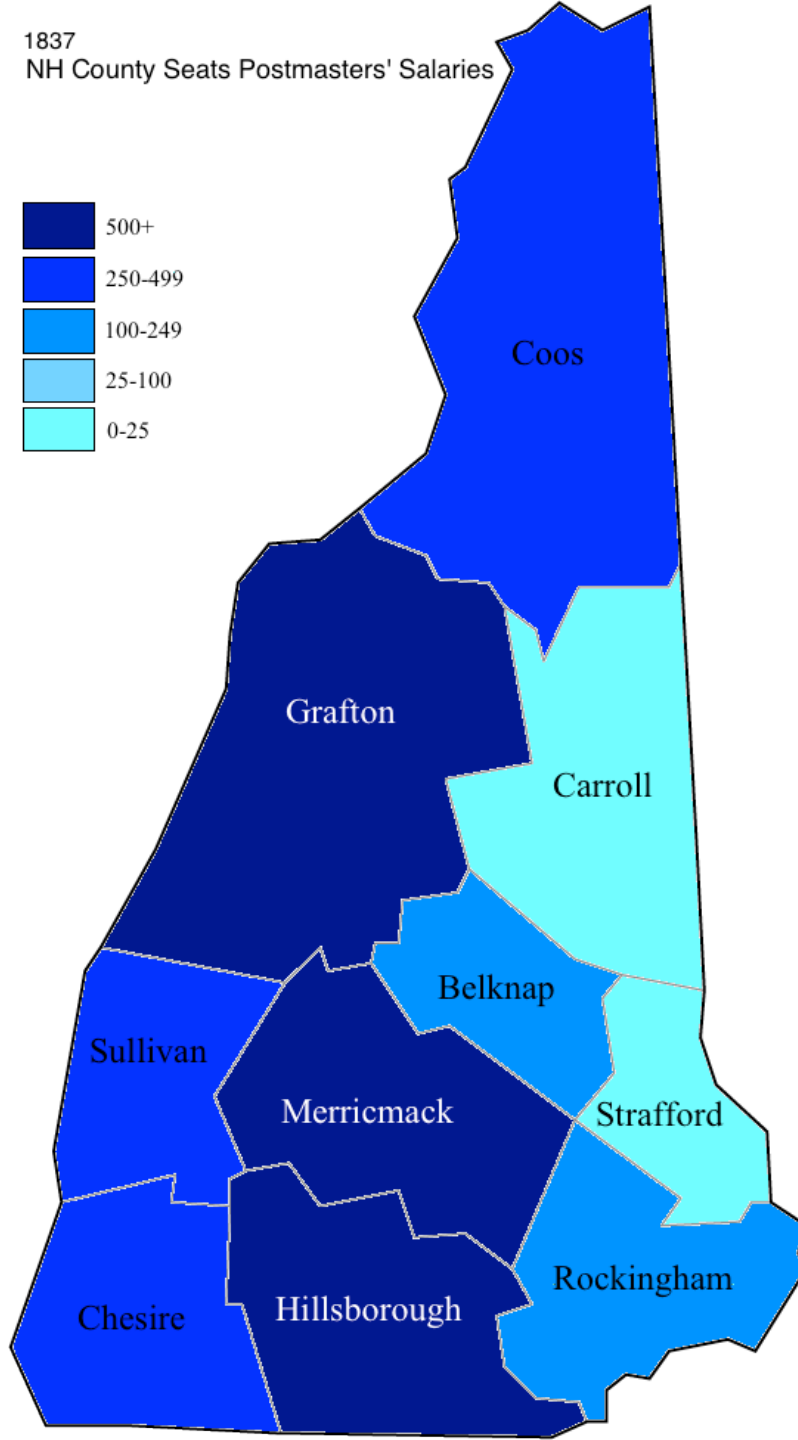 1837
NH County Seats Postmasters' Salaries
500+
250-499
100-249
25-100
0-25
Coos
Grafton
Carroll
Belknap
Sullivan
Merricmack
Strafford
Rockingham
Hillsborough
Chesire